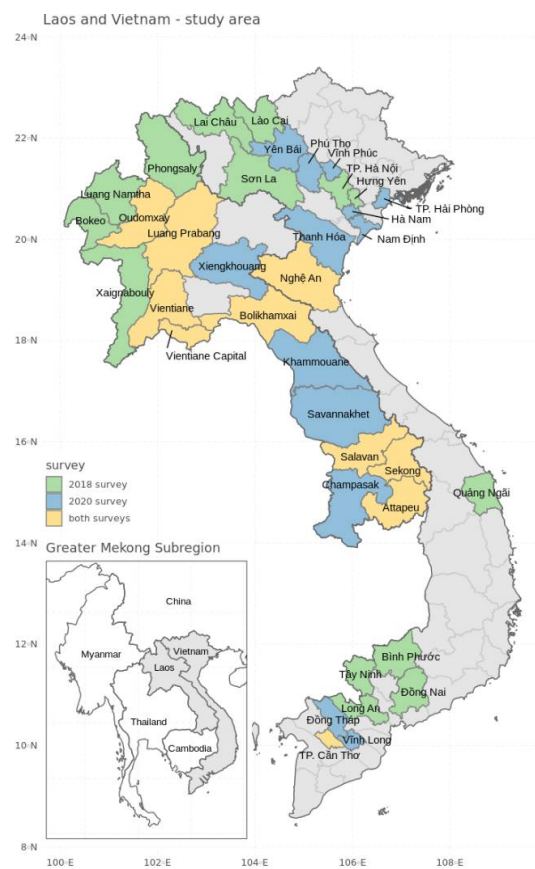 Laos and Vietnam - study area
24°N
22°N
20°N
18°N
16°N
14°N
12°N
10°N
8°N
100°E
102°E
104°E
106°E
108°E
Lai Châu
Lào Cai
Yên Bái
Phú Thọ
Vĩnh Phúc
TP. Hà Nội
Hưng Yên
TP. Hải Phòng
Hà Nam
Nam Định
Sơn La
Phongsaly
Luang Namtha
Bokeo
Oudomxay
Luang Prabang
Thanh Hóa
Xiengkhouang
Nghệ An
Xaignabouly
Vientiane
Bolikhamxai
Vientiane Capital
Khammouane
Savannakhet
Salavan
Sekong
Champasak
Attapeu
Quảng Ngãi
survey
2018 survey
2020 survey
both surveys
Greater Mekong Subregion
China
Myanmar
Vietnam
Laos
Thailand
Cambodia
Bình Phước
Tây Ninh
Đồng Nai
Long An
Đồng Tháp
Vĩnh Long
TP. Cần Thơ